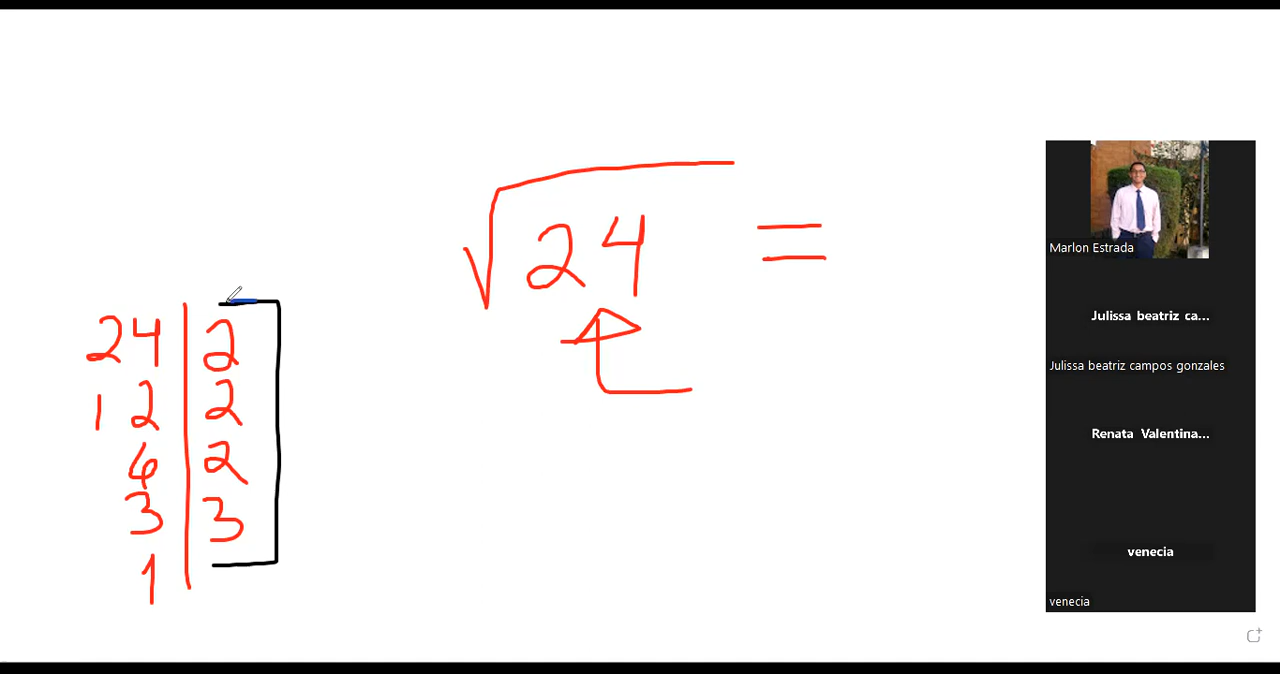 √24 =
24 | 2
12 | 2
6 | 2
3 | 3
1
Marlon Estrada
Julissa beatriz ca...
Julissa beatriz campos gonzales
Renata Valentina...
venecia
venecia